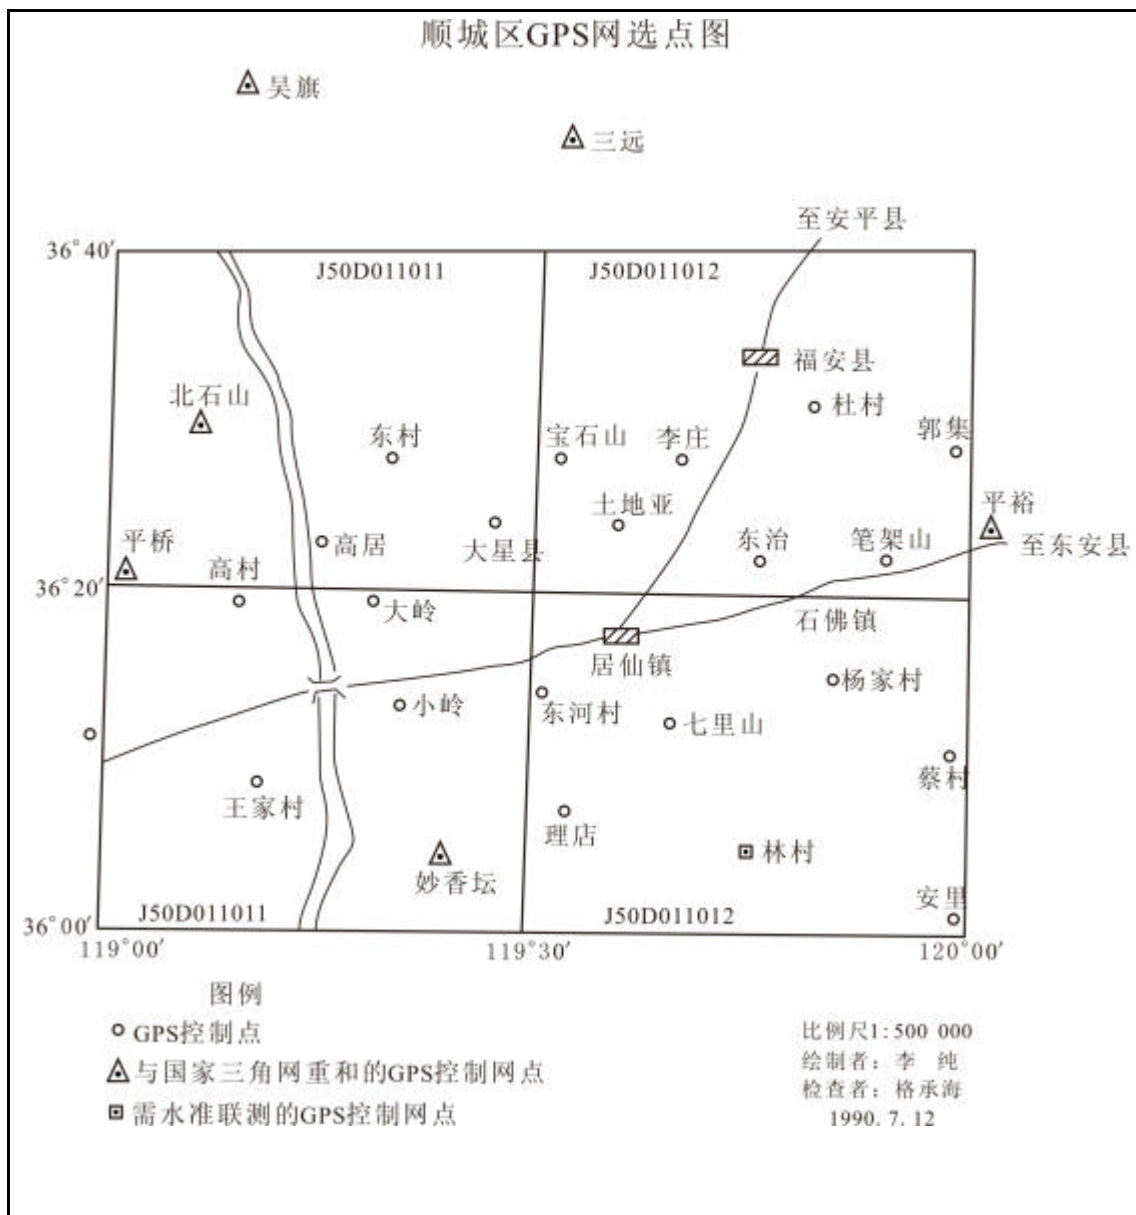 顺城区GPS网选点图
吴旗
三远
至安平县
36°40′
J50D011011
J50D011012
福安县
北石山
杜村
东村
宝石山
李庄
郭集
土地亚
平裕
平桥
高居
大星县
东治
笔架山
至东安县
高村
36°20′
大岭
石佛镇
居仙镇
杨家村
小岭
东河村
七里山
蔡村
王家村
理店
林村
妙香坛
安里
J50D011011
J50D011012
36°00′
119°00′
119°30′
120°00′
图例
GPS控制点
与国家三角网重和的GPS控制网点
需水准联测的GPS控制网点
比例尺1:500 000
绘制者：李 纯
检查者：格承海
1990.7.12